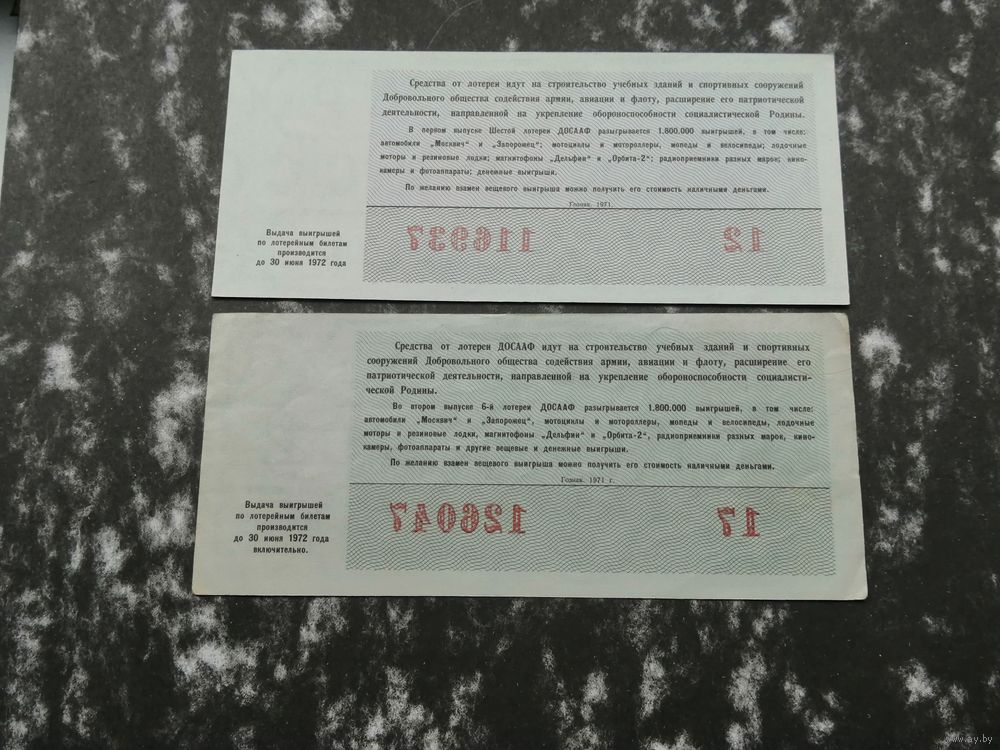 Средства от лотереи идут на строительство учебных зданий и спортивных сооружений
Добровольного общества содействия армии, авиации и флоту, расширение его патриотической
деятельности, направленной на укрепление обороноспособности социалистической Родины.
В первом выпуске Шестой лотереи ДОСААФ разыгрывается 1.800.000 выигрышей, в том числе:
автомобили „Москвич“ и „Запорожец“; мотоциклы и мотороллеры, мопеды и велосипеды; лодочные
моторы и резиновые лодки; магнитофоны „Дельфин“ и „Орбита-2“; радиоприемники разных марок; кино-
камеры и фотоаппараты; денежные выигрыши.
По желанию взамен вещевого выигрыша можно получить его стоимость наличными деньгами.
Гознак. 1971.
Выдача выигрышей
по лотерейным билетам
производится
до 30 июня 1972 года
116937
12
Средства от лотереи ДОСААФ идут на строительство учебных зданий и спортивных
сооружений Добровольного общества содействия армии, авиации и флоту, расширение его
патриотической деятельности, направленной на укрепление обороноспособности социалисти-
ческой Родины.
Во втором выпуске 6-й лотереи ДОСААФ разыгрывается 1.800.000 выигрышей, в том числе:
автомобили „Москвич“ и „Запорожец“, мотоциклы и мотороллеры, мопеды и велосипеды, лодочные
моторы и резиновые лодки, магнитофоны „Дельфин“ и „Орбита-2“, радиоприемники разных марок, кино-
камеры, фотоаппараты и другие вещевые и денежные выигрыши.
По желанию взамен вещевого выигрыша можно получить его стоимость наличными деньгами.
Гознак. 1971 г.
Выдача выигрышей
по лотерейным билетам
производится
до 30 июня 1972 года
включительно.
126047
17
www.ay.by